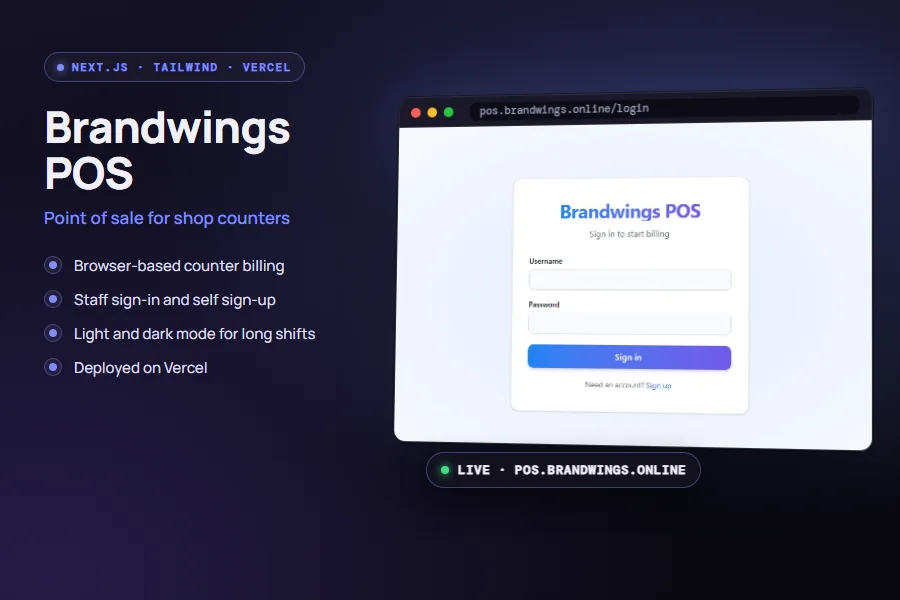 NEXT.JS · TAILWIND · VERCEL
Brandwings
POS
Point of sale for shop counters
Browser-based counter billing
Staff sign-in and self sign-up
Light and dark mode for long shifts
Deployed on Vercel
pos.brandwings.online/login
Brandwings POS
Sign in to start billing
Username
Password
Sign in
Need an account? Sign up
LIVE · POS.BRANDWINGS.ONLINE